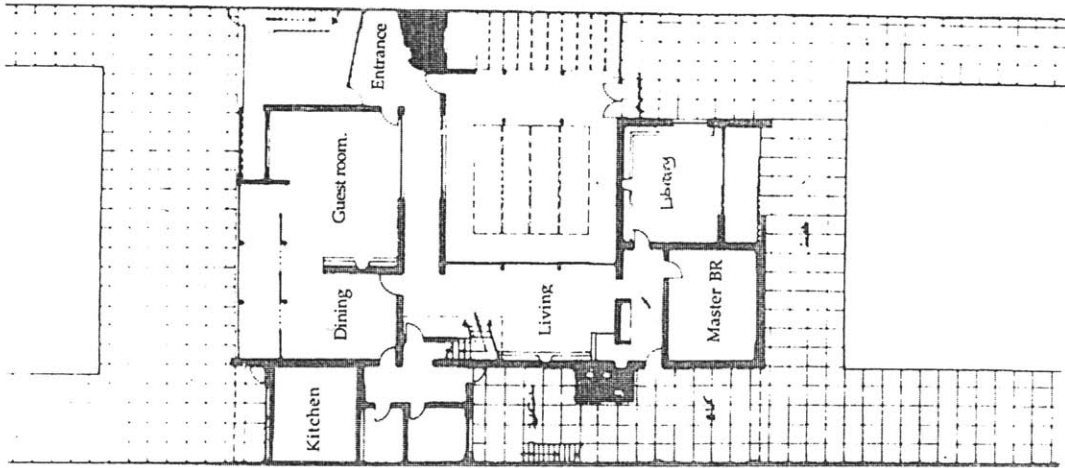 Entrance
Guest room.
Library
Dining
Living
Master BR
Kitchen